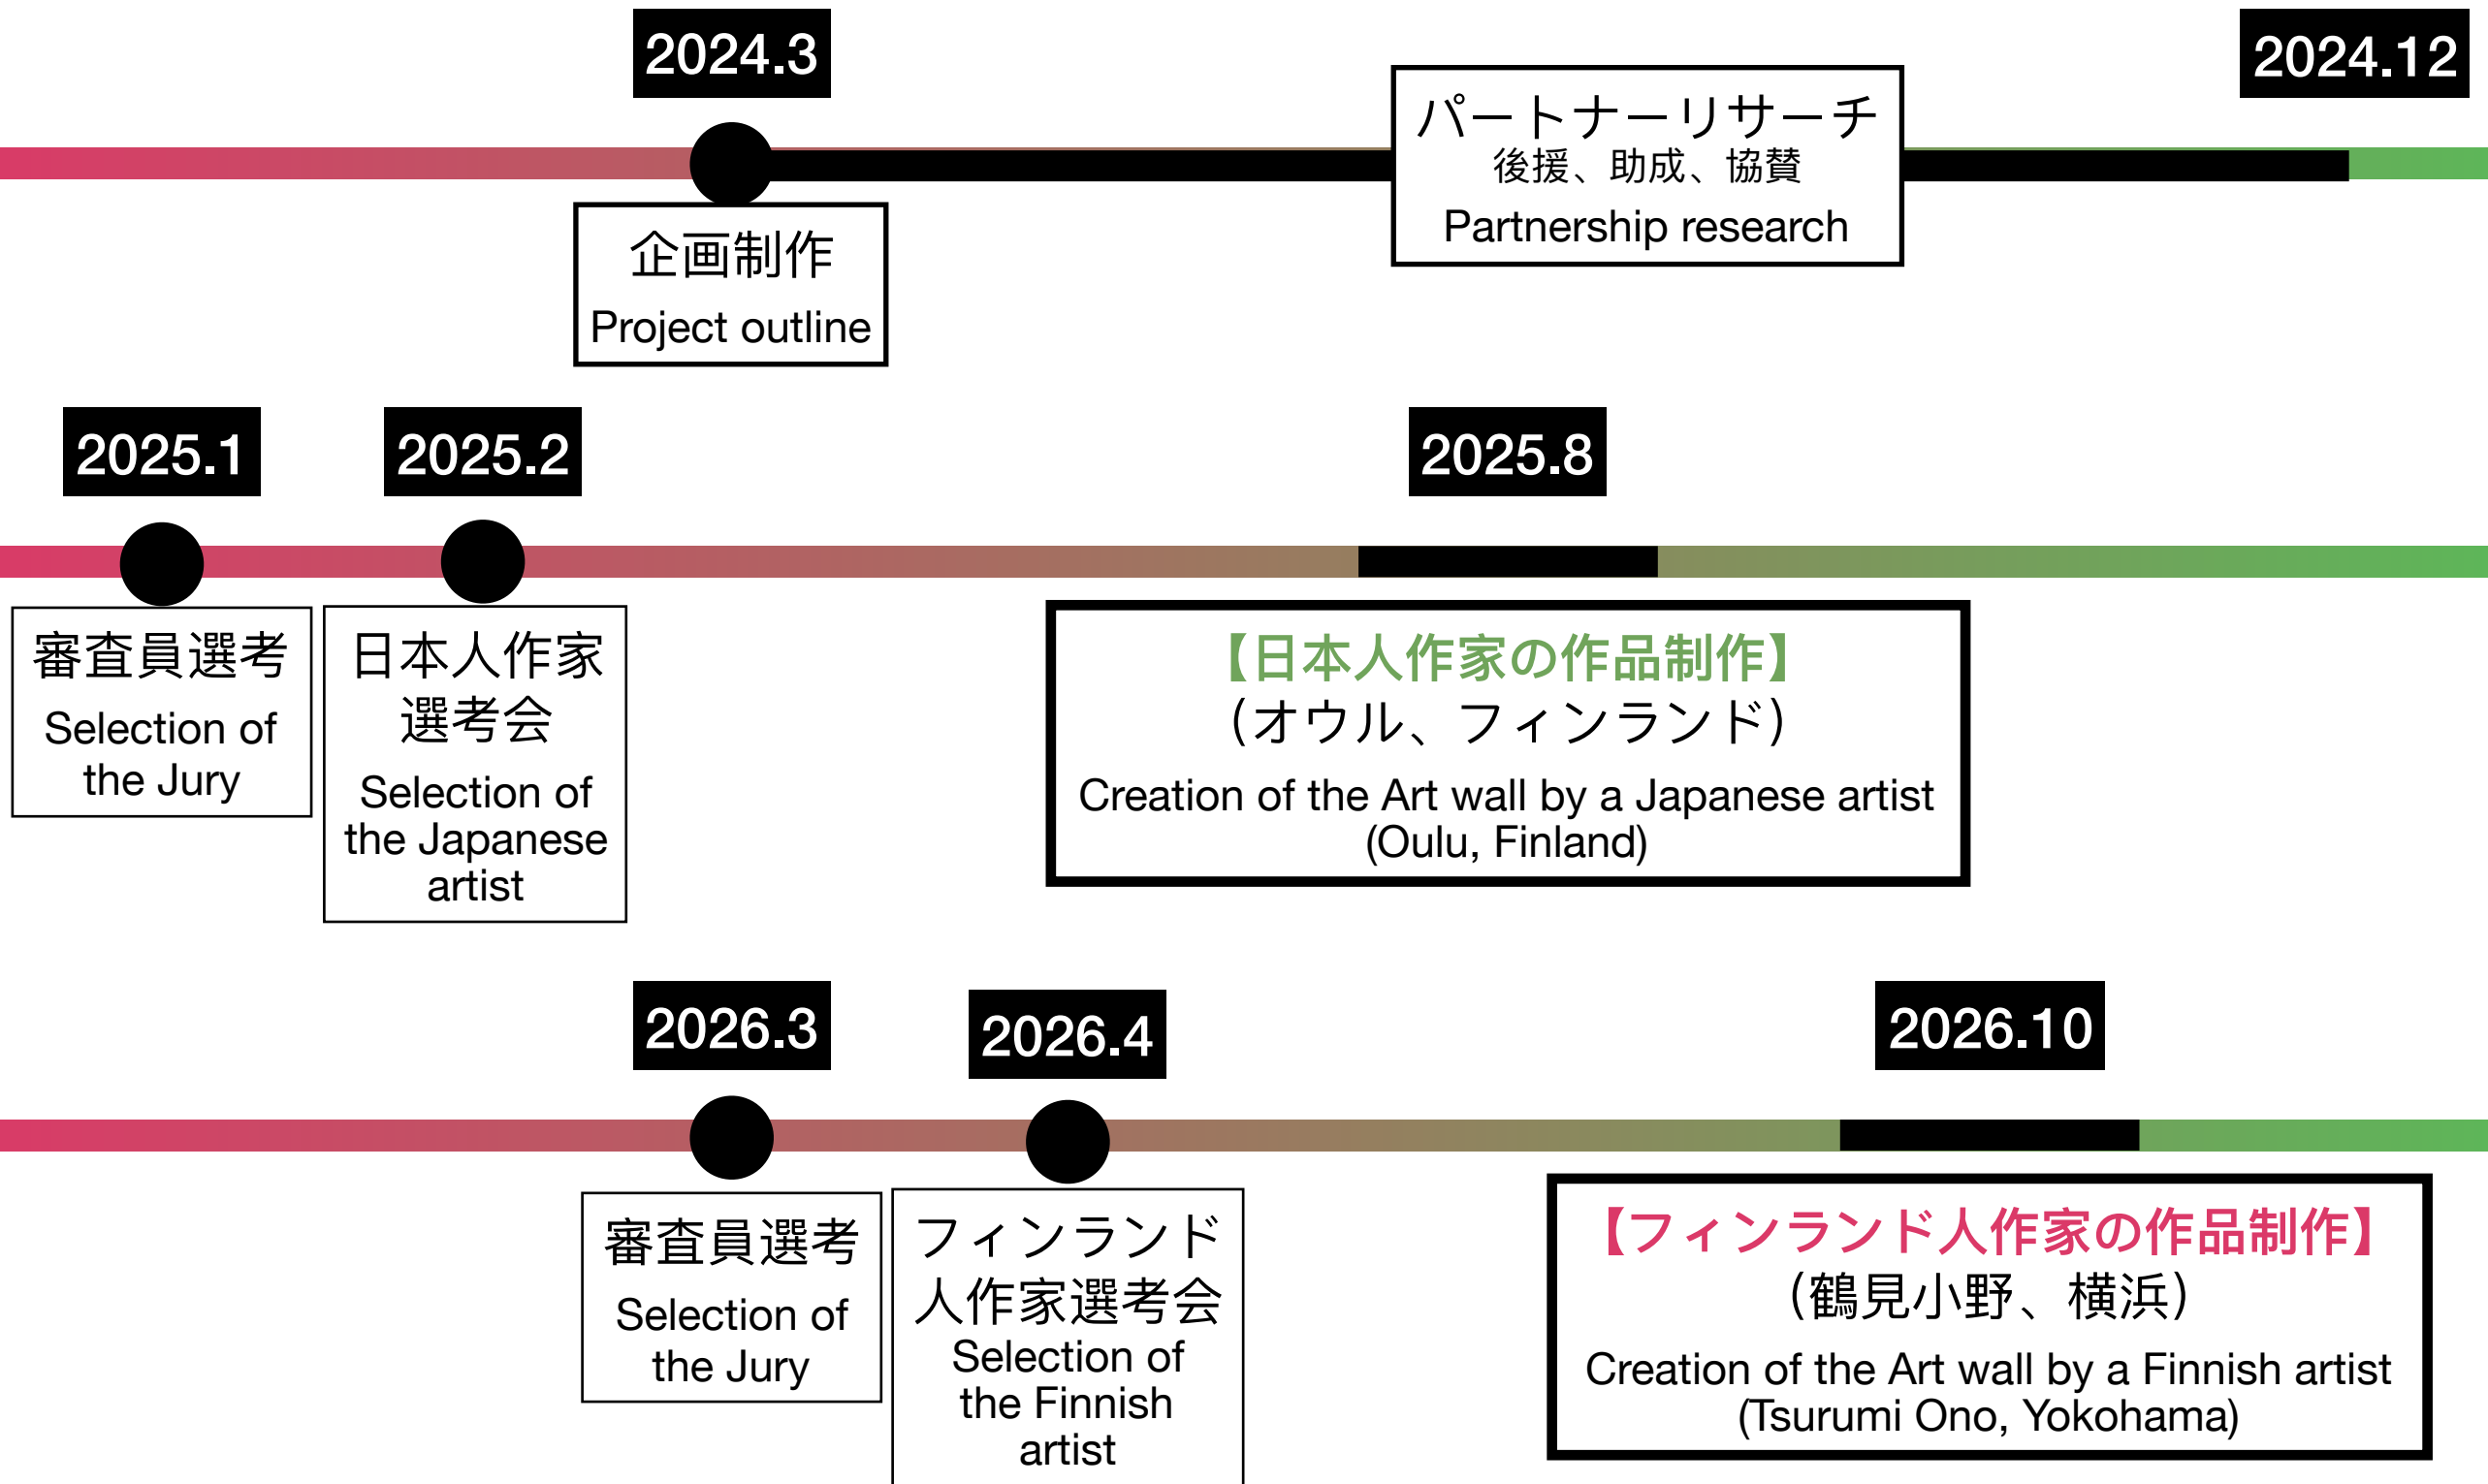 2024.3
2024.12
パートナーリサーチ
後援、助成、協賛
Partnership research
企画制作
Project outline
2025.1
2025.2
2025.8
審査員選考
Selection of
the Jury
日本人作家
選考会
Selection of
the Japanese
artist
【日本人作家の作品制作】
(オウル、フィンランド)
Creation of the Art wall by a Japanese artist
(Oulu, Finland)
2026.3
2026.4
2026.10
審査員選考
Selection of
the Jury
フィンランド
人作家選考会
Selection of
the Finnish
artist
【フィンランド人作家の作品制作】
(鶴見小野、横浜)
Creation of the Art wall by a Finnish artist
(Tsurumi Ono, Yokohama)